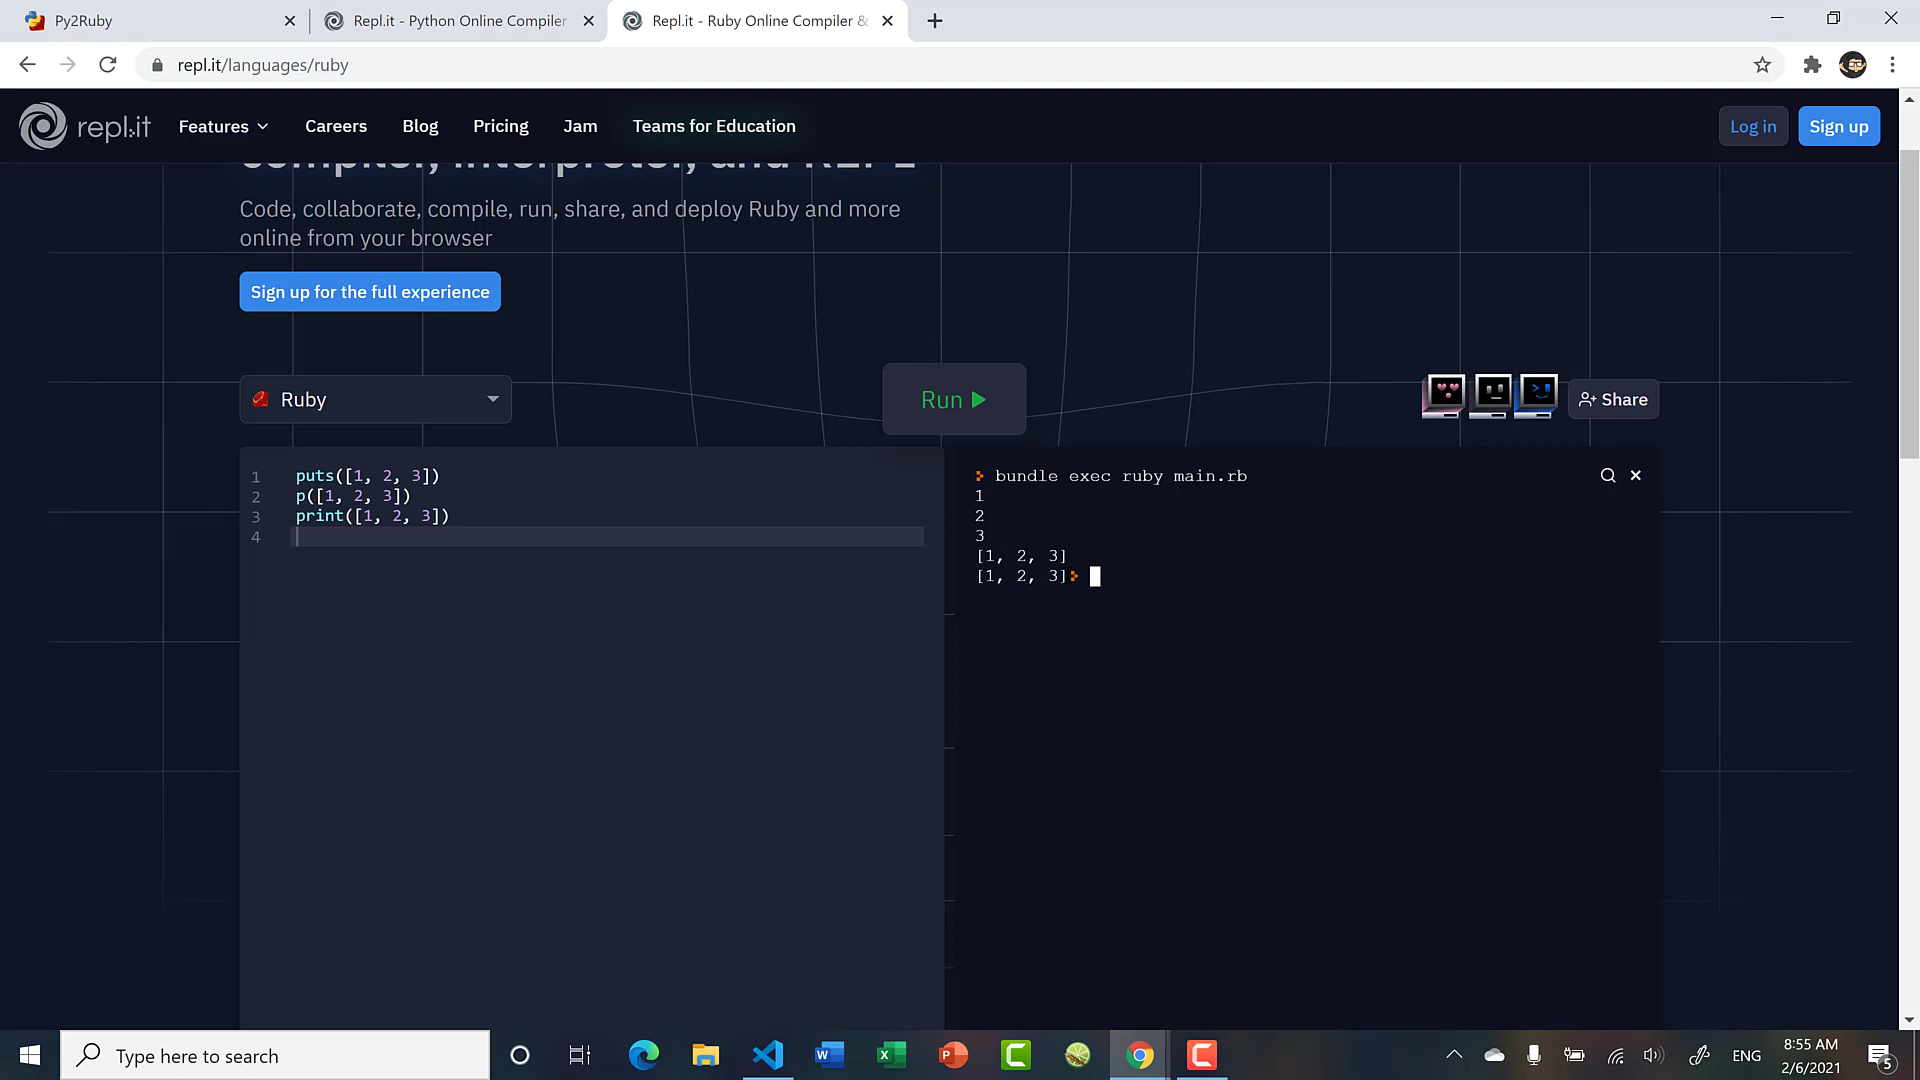 Py2Ruby
Repl.it - Python Online Compiler
Repl.it - Ruby Online Compiler &
repl.it/languages/ruby
repl.it
Features
Careers
Blog
Pricing
Jam
Teams for Education
Log in
Sign up
Code, collaborate, compile, run, share, and deploy Ruby and more
online from your browser
Sign up for the full experience
Ruby
Run
Share
1 puts([1, 2, 3])
2 p([1, 2, 3])
3 print([1, 2, 3])
4
bundle exec ruby main.rb
1
2
3
[1, 2, 3]
[1, 2, 3]
Type here to search
ENG
8:55 AM
2/6/2021
5